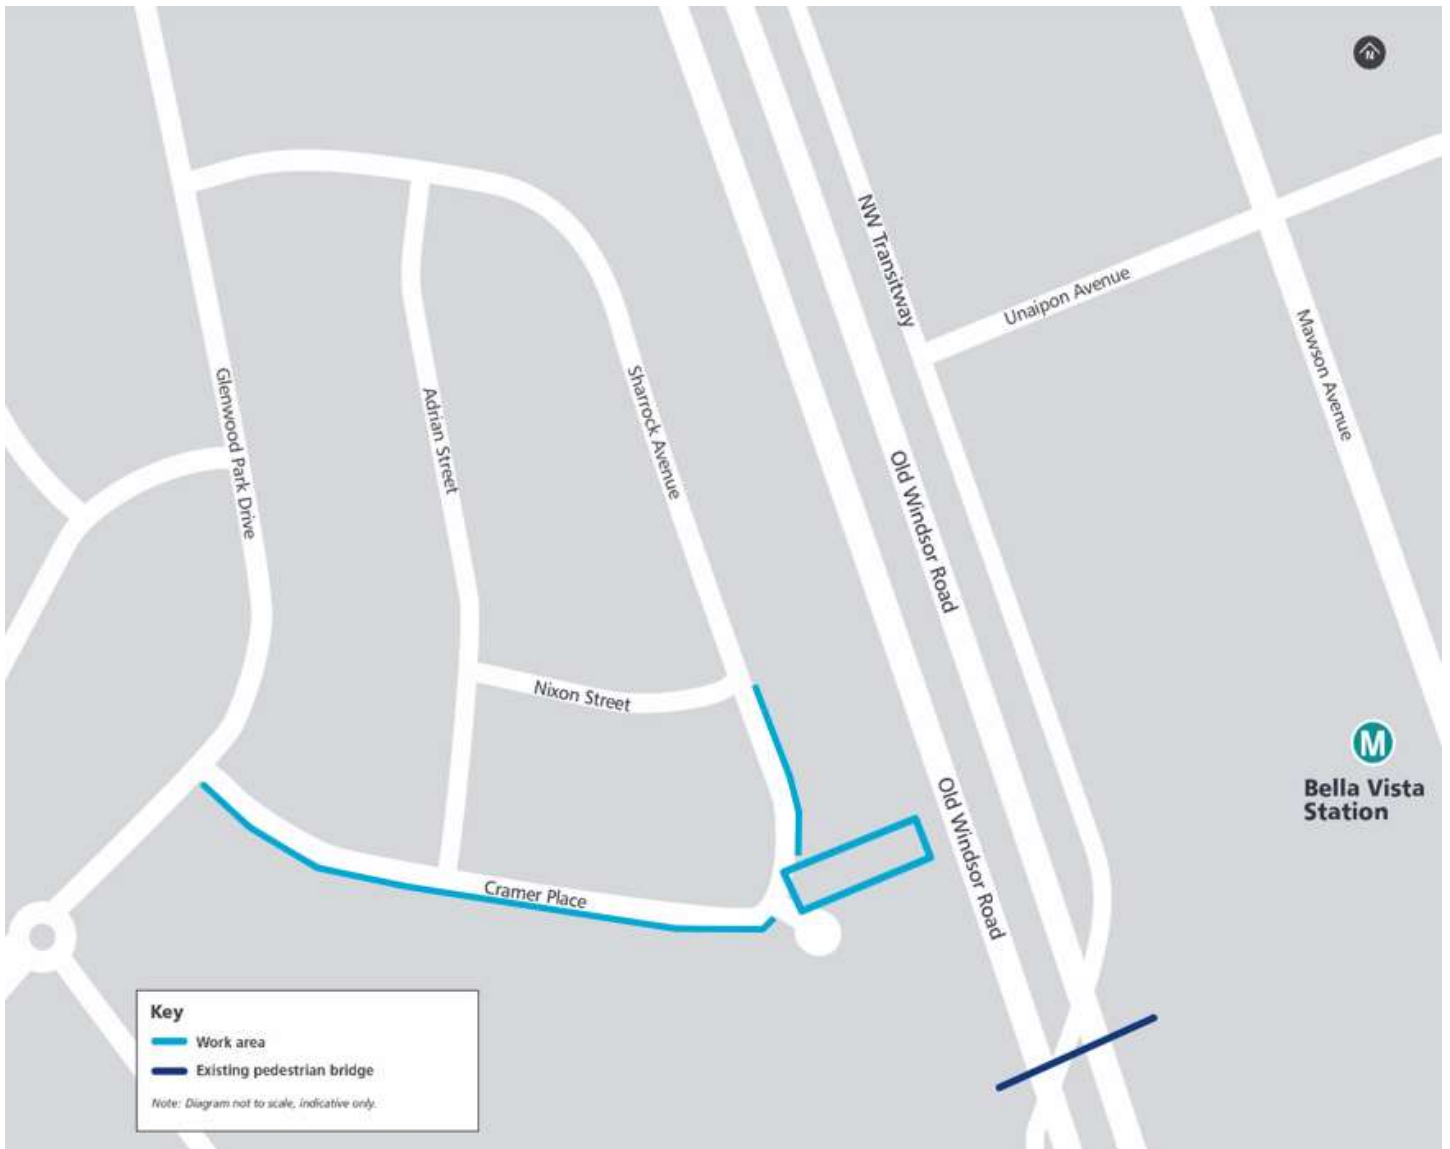 N
NW Transitway
Unaipon Avenue
Mawson Avenue
Glenwood Park Drive
Adrian Street
Sharrock Avenue
Old Windsor Road
Nixon Street
Old Windsor Road
M
Bella Vista
Station
Cramer Place
Key
Work area
Existing pedestrian bridge
Note: Diagram not to scale, indicative only.